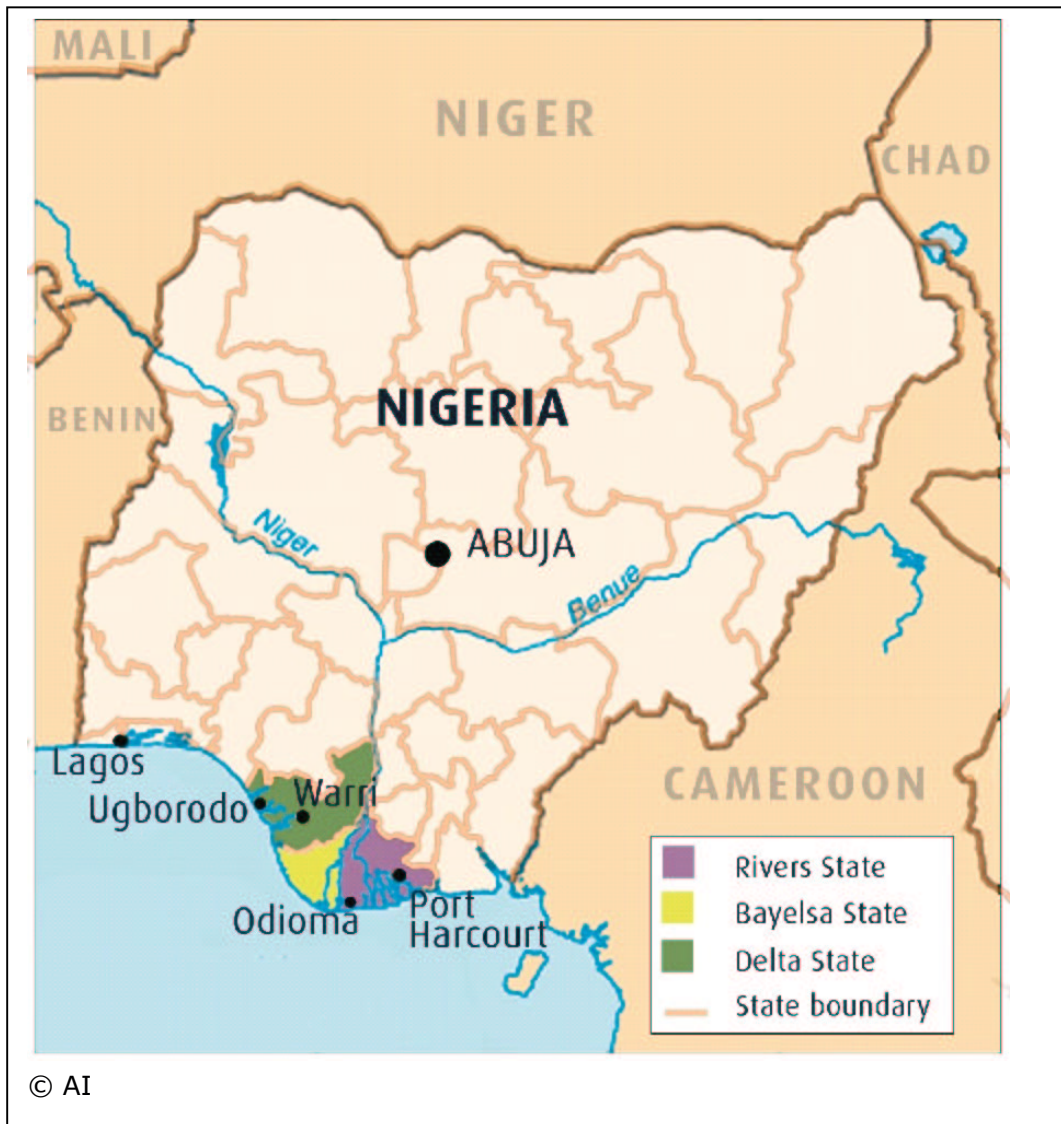 MALI
NIGER
CHAD
BENIN
NIGERIA
Niger
ABUJA
Benue
Lagos
Ugborodo
Warri
CAMEROON
Odioma
Port
Harcourt
Rivers State
Bayelsa State
Delta State
State boundary
© AI